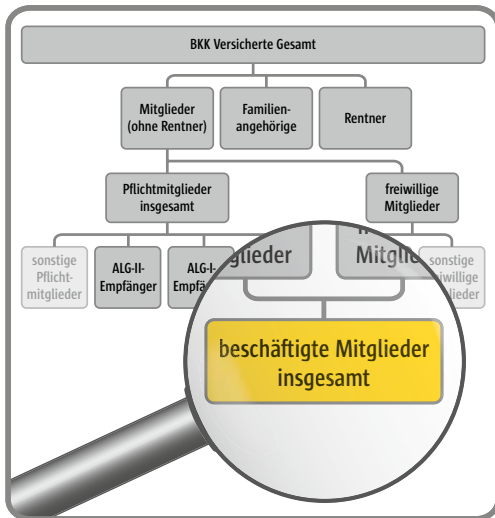 BKK Versicherte Gesamt
Mitglieder
(ohne Rentner)
Familien-
angehörige
Rentner
Pflichtmitglieder
insgesamt
freiwillige
Mitglieder
sonstige
Pflicht-
mitglieder
ALG-II-
Empfänger
ALG-I-
sonstige
beschäftigte Mitglieder
insgesamt